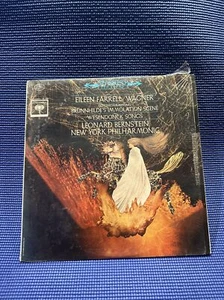 EILEEN FARRELL/WAGNER
BRÜNNHILDE'S IMMOLATION SCENE
WESENDONCK SONGS
LEONARD BERNSTEIN
NEW YORK PHILHARMONIC